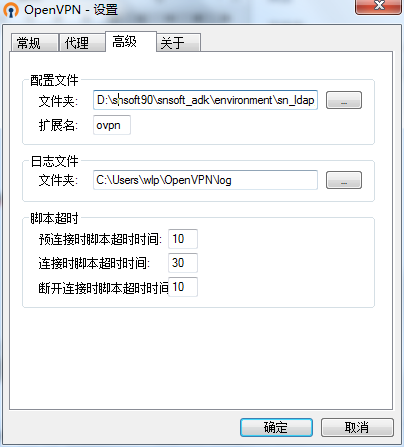 OpenVPN - 设置
常规 代理 高级 关于
配置文件
文件夹: D:\snsoft90\snsoft_adk\environment\sn_ldap ...
扩展名: ovpn
日志文件
文件夹: C:\Users\wlp\OpenVPN\log ...
脚本超时
预连接时脚本超时时间: 10
连接时脚本超时时间: 30
断开连接时脚本超时时间 10
确定 取消